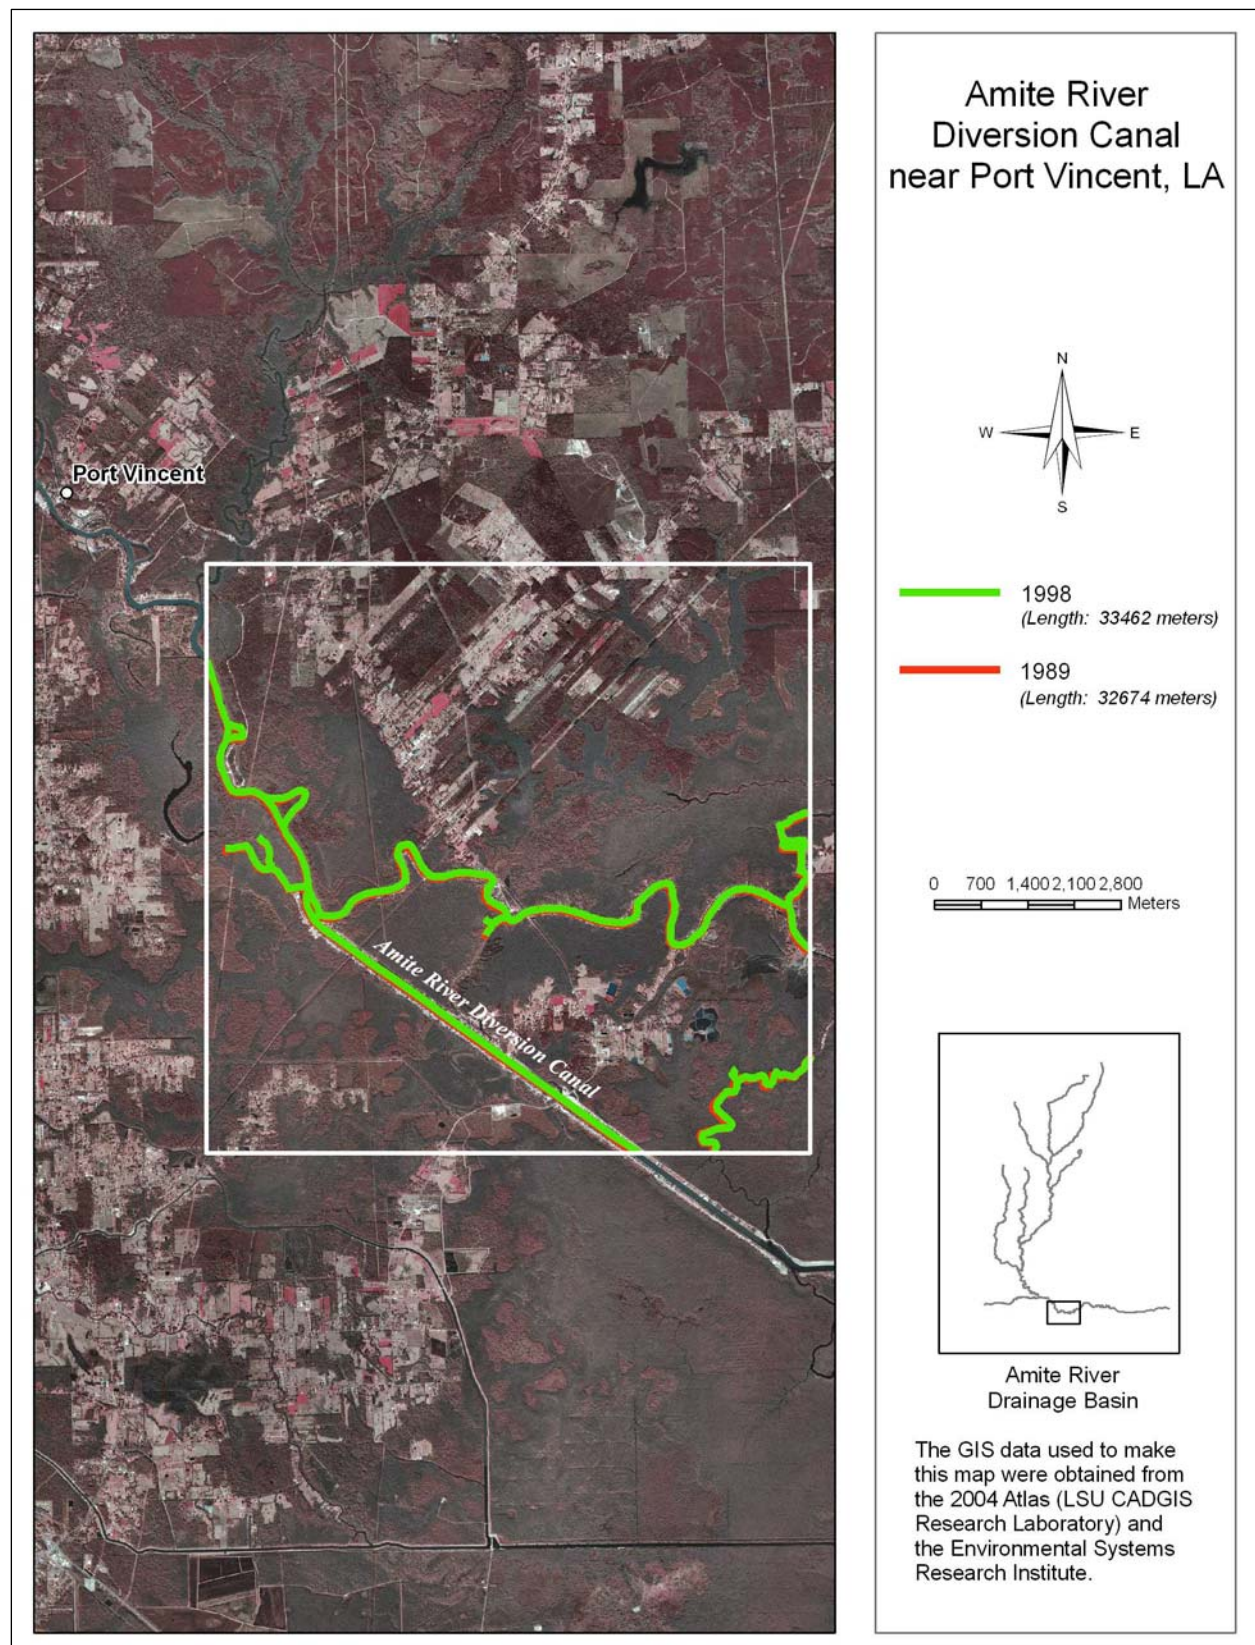 Amite River
Diversion Canal
near Port Vincent, LA
N
W E
S
Port Vincent
1998
(Length: 33462 meters)
1989
(Length: 32674 meters)
0 700 1,400 2,100 2,800
Meters
Amite River Diversion Canal
Amite River
Drainage Basin
The GIS data used to make
this map were obtained from
the 2004 Atlas (LSU CADGIS
Research Laboratory) and
the Environmental Systems
Research Institute.